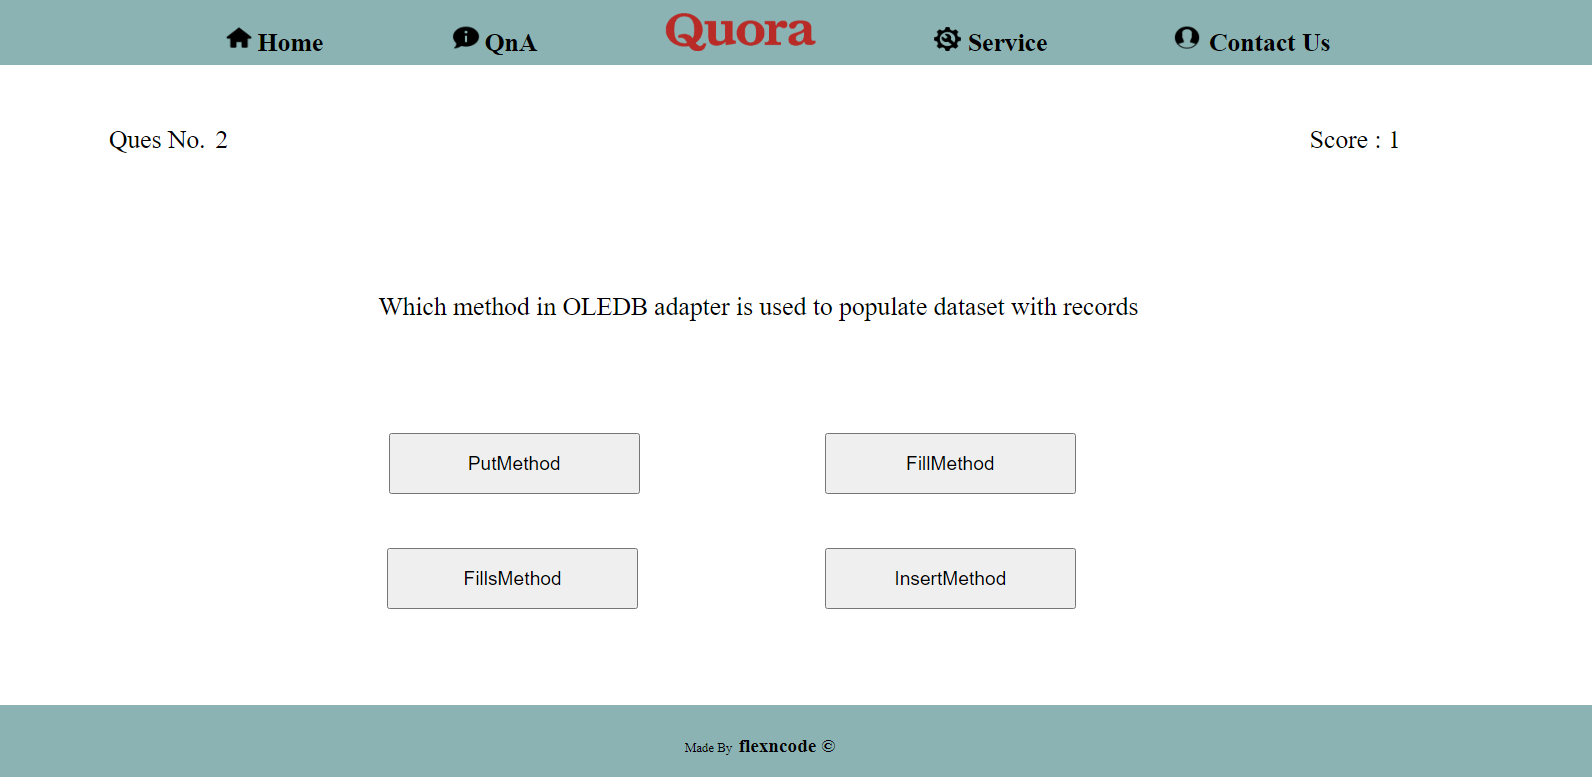 Home QnA Quora Service Contact Us
Ques No. 2 Score : 1
Which method in OLEDB adapter is used to populate dataset with records
PutMethod FillMethod
FillsMethod InsertMethod
Made By flexncode ©